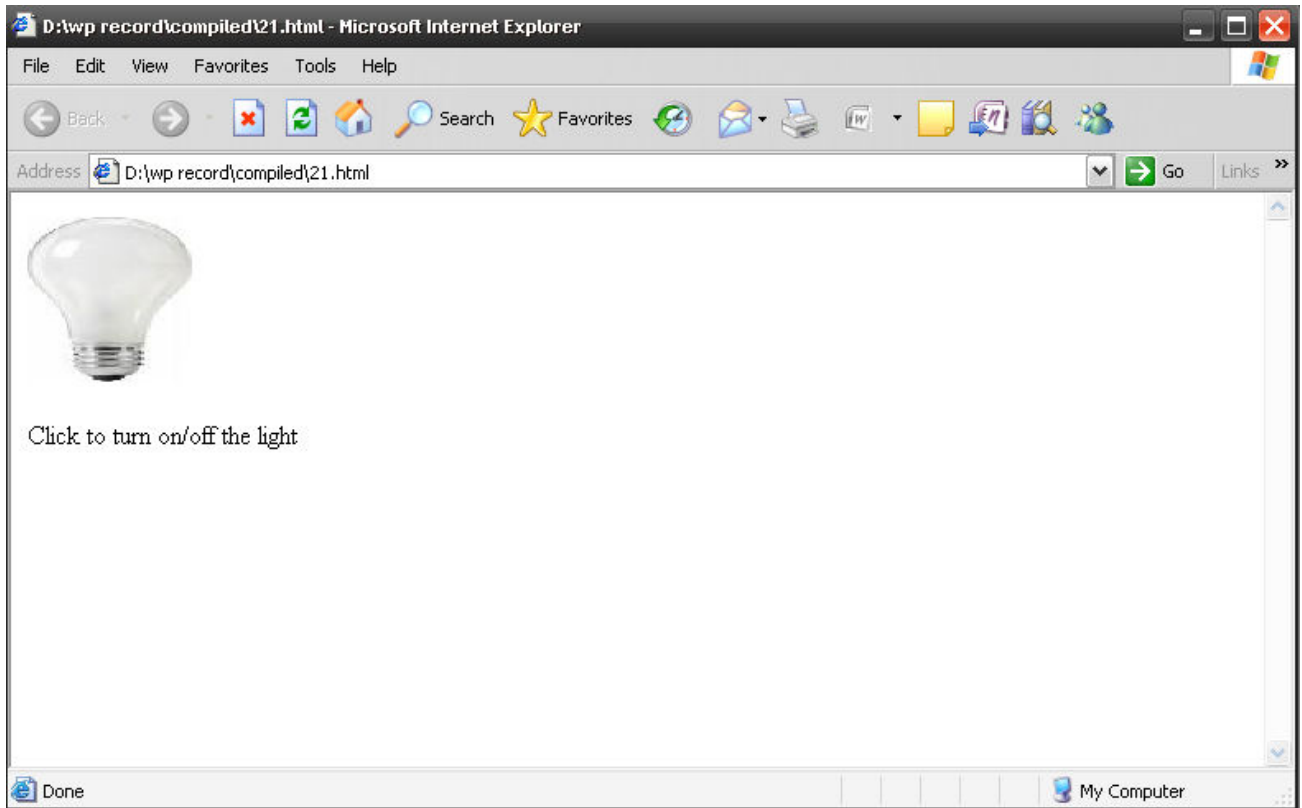 D:\wp record\compiled\21.html - Microsoft Internet Explorer
File Edit View Favorites Tools Help
Back Search Favorites
Address D:\wp record\compiled\21.html Go Links »
Click to turn on/off the light
Done My Computer